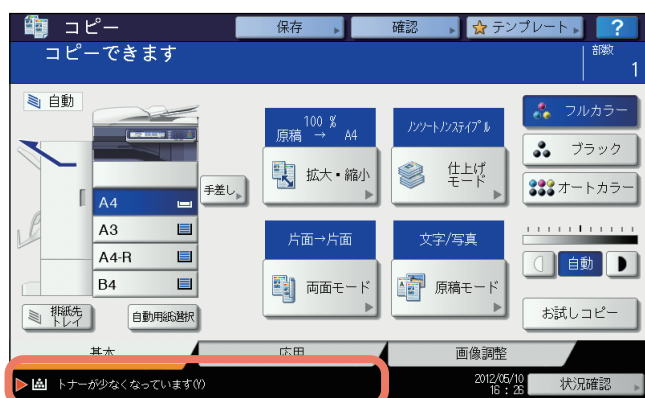 コピー
保存
確認
テンプレート
?
コピーできます
部数
1
自動
100 %
原稿 → A4
ノンソートノンステイプル
フルカラー
拡大・縮小
仕上げ
モード
ブラック
手差し
オートカラー
A4
A3
片面→片面
文字/写真
A4-R
自動
B4
両面モード
原稿モード
排紙先
トレイ
自動用紙選択
お試しコピー
基本
応用
画像調整
トナーが少なくなっています(Y)
2012/05/10
16 : 26
状況確認